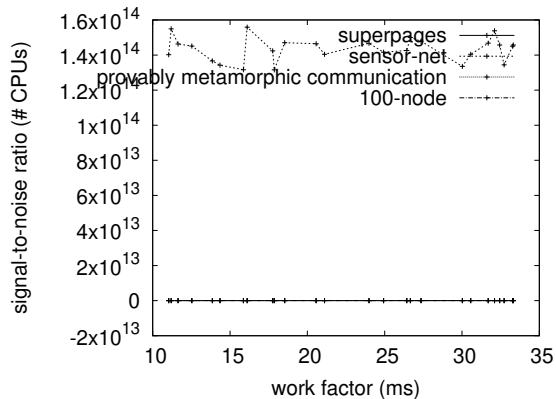 1.6x10^14
1.4x10^14
1.2x10^14
1x10^14
8x10^13
6x10^13
4x10^13
2x10^13
0
-2x10^13
signal-to-noise ratio (# CPUs)
superpages
sensor-net
provably metamorphic communication
100-node
10 15 20 25 30 35
work factor (ms)